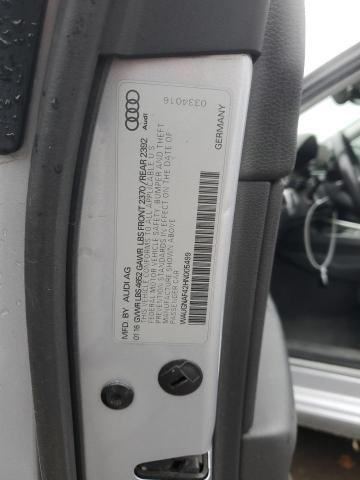 MFD BY AUDI AG
01 16 GVWR LBS 4652 GAWR LBS FRONT 2370 / REAR 2392
THIS VEHICLE CONFORMS TO ALL APPLICABLE U.S.
FEDERAL MOTOR VEHICLE SAFETY, BUMPER AND THEFT
PREVENTION STANDARDS IN EFFECT ON THE DATE OF
MANUFACTURE SHOWN ABOVE
PASSENGER CAR
WAUGNAF42HN005499
Audi
GERMANY
0334016